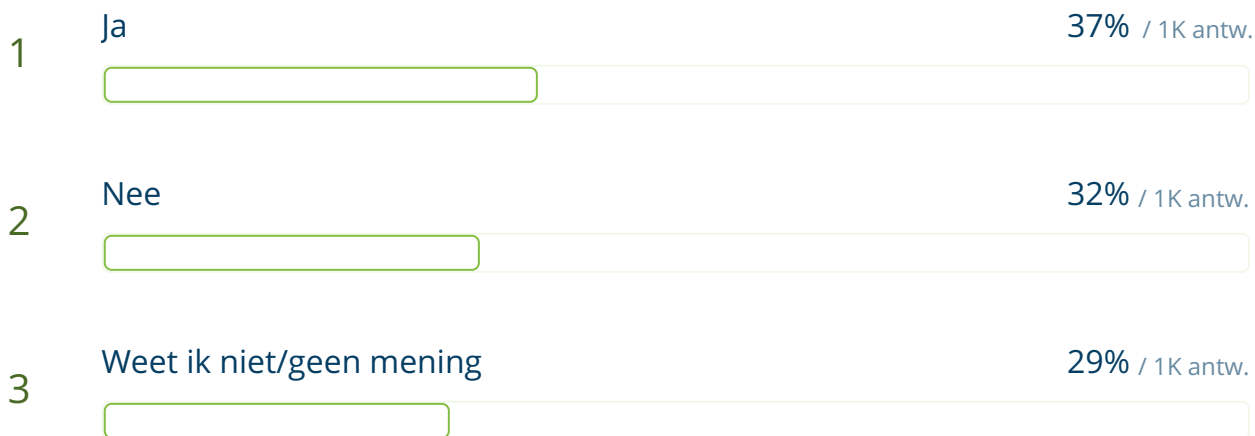 1 Ja 37% / 1K antw.
2 Nee 32% / 1K antw.
3 Weet ik niet/geen mening 29% / 1K antw.